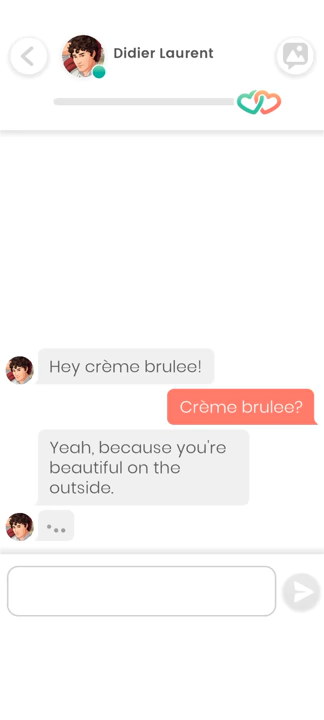 Didier Laurent
Hey crème brulee!
Crème brulee?
Yeah, because you're
beautiful on the
outside.